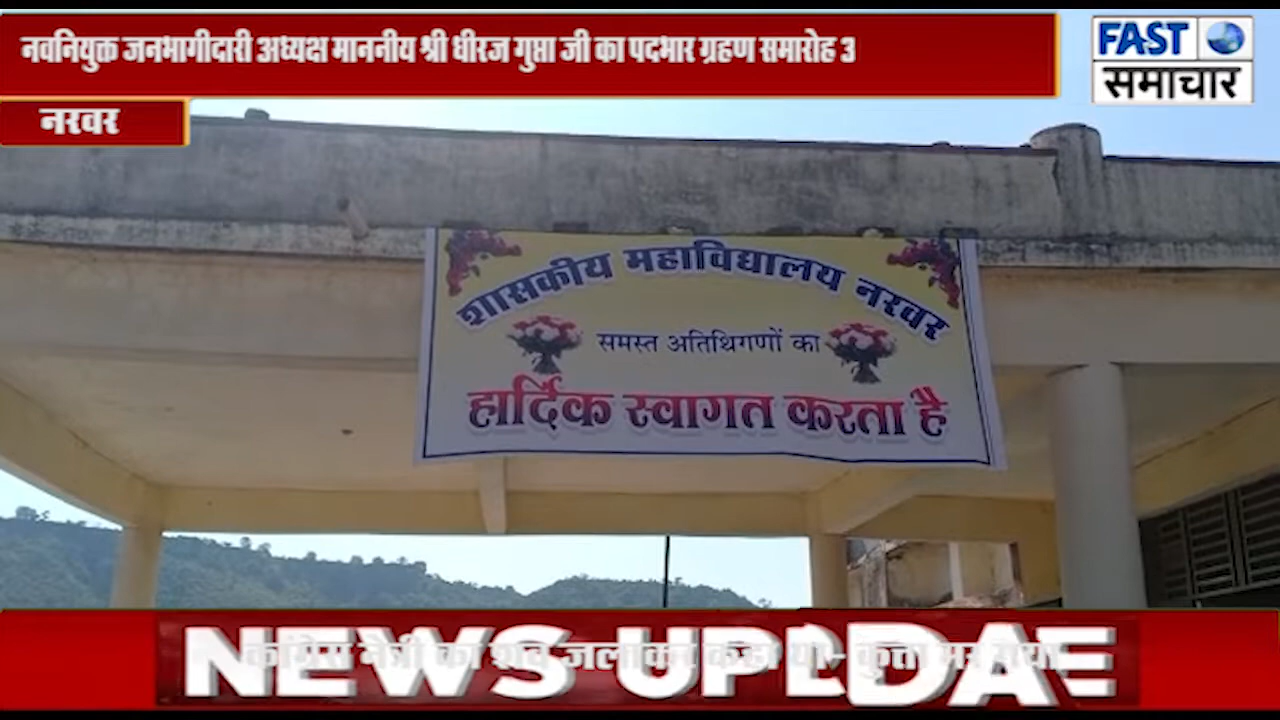 नवनियुक्त जनभागीदारी अध्यक्ष माननीय श्री धीरज गुप्ता जी का पदभार ग्रहण समारोह 3
FAST
समाचार
नरवर
शासकीय महाविद्यालय नरवर
समस्त अतिथिगणों का
हार्दिक स्वागत करता है
NEWS UPDATE